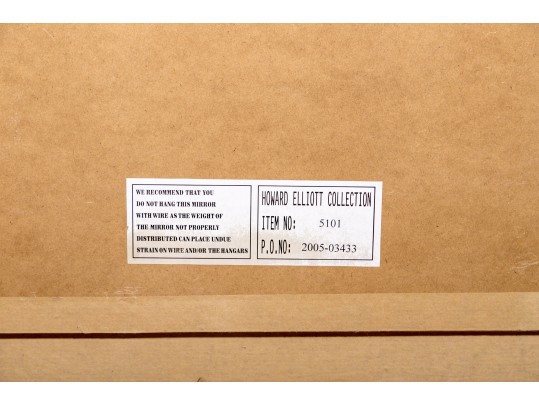 WE RECOMMEND THAT YOU
DO NOT HANG THIS MIRROR
WITH WIRE AS THE WEIGHT OF
THE MIRROR NOT PROPERLY
DISTRIBUTED CAN PLACE UNDUE
STRAIN ON WIRE AND/OR THE HANGARS
HOWARD ELLIOTT COLLECTION
ITEM NO: 5101
P.O.NO: 2005-03433